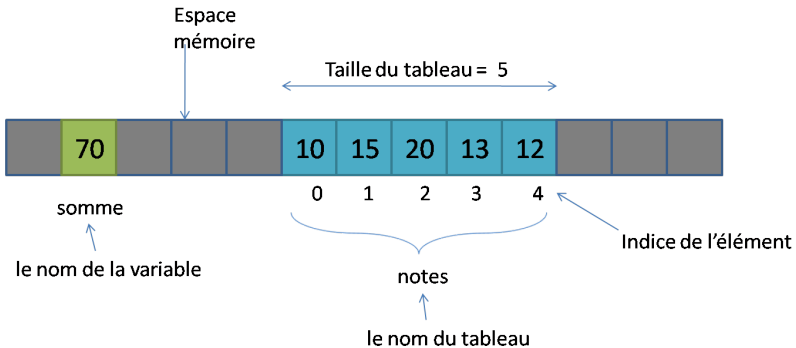 Espace
mémoire
Taille du tableau = 5
70 10 15 20 13 12
0 1 2 3 4
somme
Indice de l'élément
le nom de la variable
notes
le nom du tableau